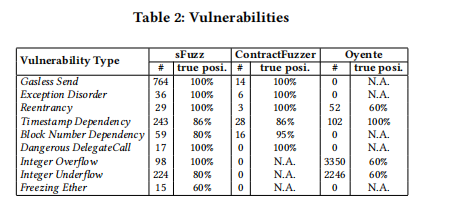 Table 2: Vulnerabilities
Vulnerability Type sFuzz ContractFuzzer Oyente
# true posi. # true posi. # true posi.
Gasless Send 764 100% 14 100% 0 N.A.
Exception Disorder 36 100% 6 100% 0 N.A.
Reentrancy 29 100% 3 100% 52 60%
Timestamp Dependency 243 86% 28 86% 102 100%
Block Number Dependency 59 80% 16 95% 0 N.A.
Dangerous DelegateCall 17 100% 0 100% 0 N.A.
Integer Overflow 98 100% 0 N.A. 3350 60%
Integer Underflow 224 80% 0 N.A. 2246 60%
Freezing Ether 15 60% 0 N.A. 0 N.A.